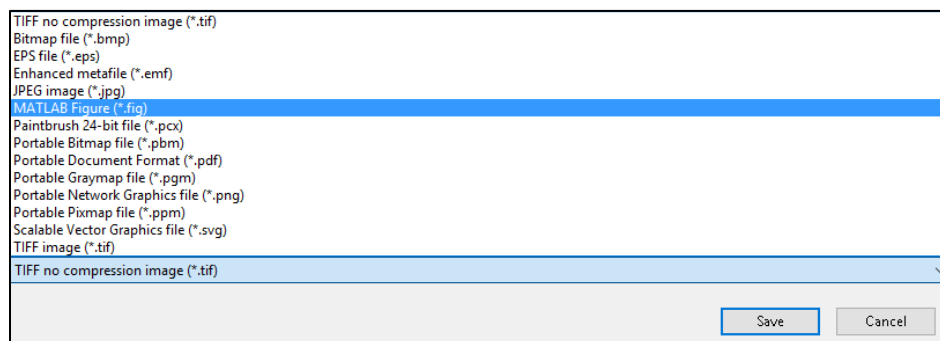 TIFF no compression image (*.tif)
Bitmap file (*.bmp)
EPS file (*.eps)
Enhanced metafile (*.emf)
JPEG image (*.jpg)
MATLAB Figure (*.fig)
Paintbrush 24-bit file (*.pcx)
Portable Bitmap file (*.pbm)
Portable Document Format (*.pdf)
Portable Graymap file (*.pgm)
Portable Network Graphics file (*.png)
Portable Pixmap file (*.ppm)
Scalable Vector Graphics file (*.svg)
TIFF image (*.tif)
TIFF no compression image (*.tif)
Save Cancel